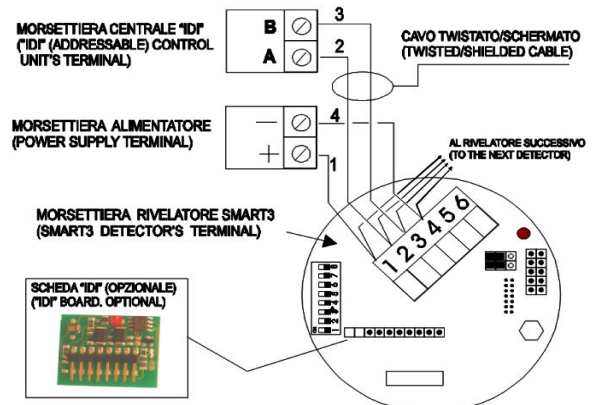 MORSETTIERA CENTRALE "IDI"
("IDI" (ADDRESSABLE) CONTROL
UNIT'S TERMINAL)
B
A
3
2
CAVO TWISTATO/SCHERMATO
(TWISTED/SHIELDED CABLE)
MORSETTIERA ALIMENTATORE
(POWER SUPPLY TERMINAL)
−
+
4
1
AL RIVELATORE SUCCESSIVO
(TO THE NEXT DETECTOR)
MORSETTIERA RIVELATORE SMART3
(SMART3 DETECTOR'S TERMINAL)
1 2 3 4 5 6
SCHEDA "IDI" (OPZIONALE)
("IDI" BOARD. OPTIONAL)